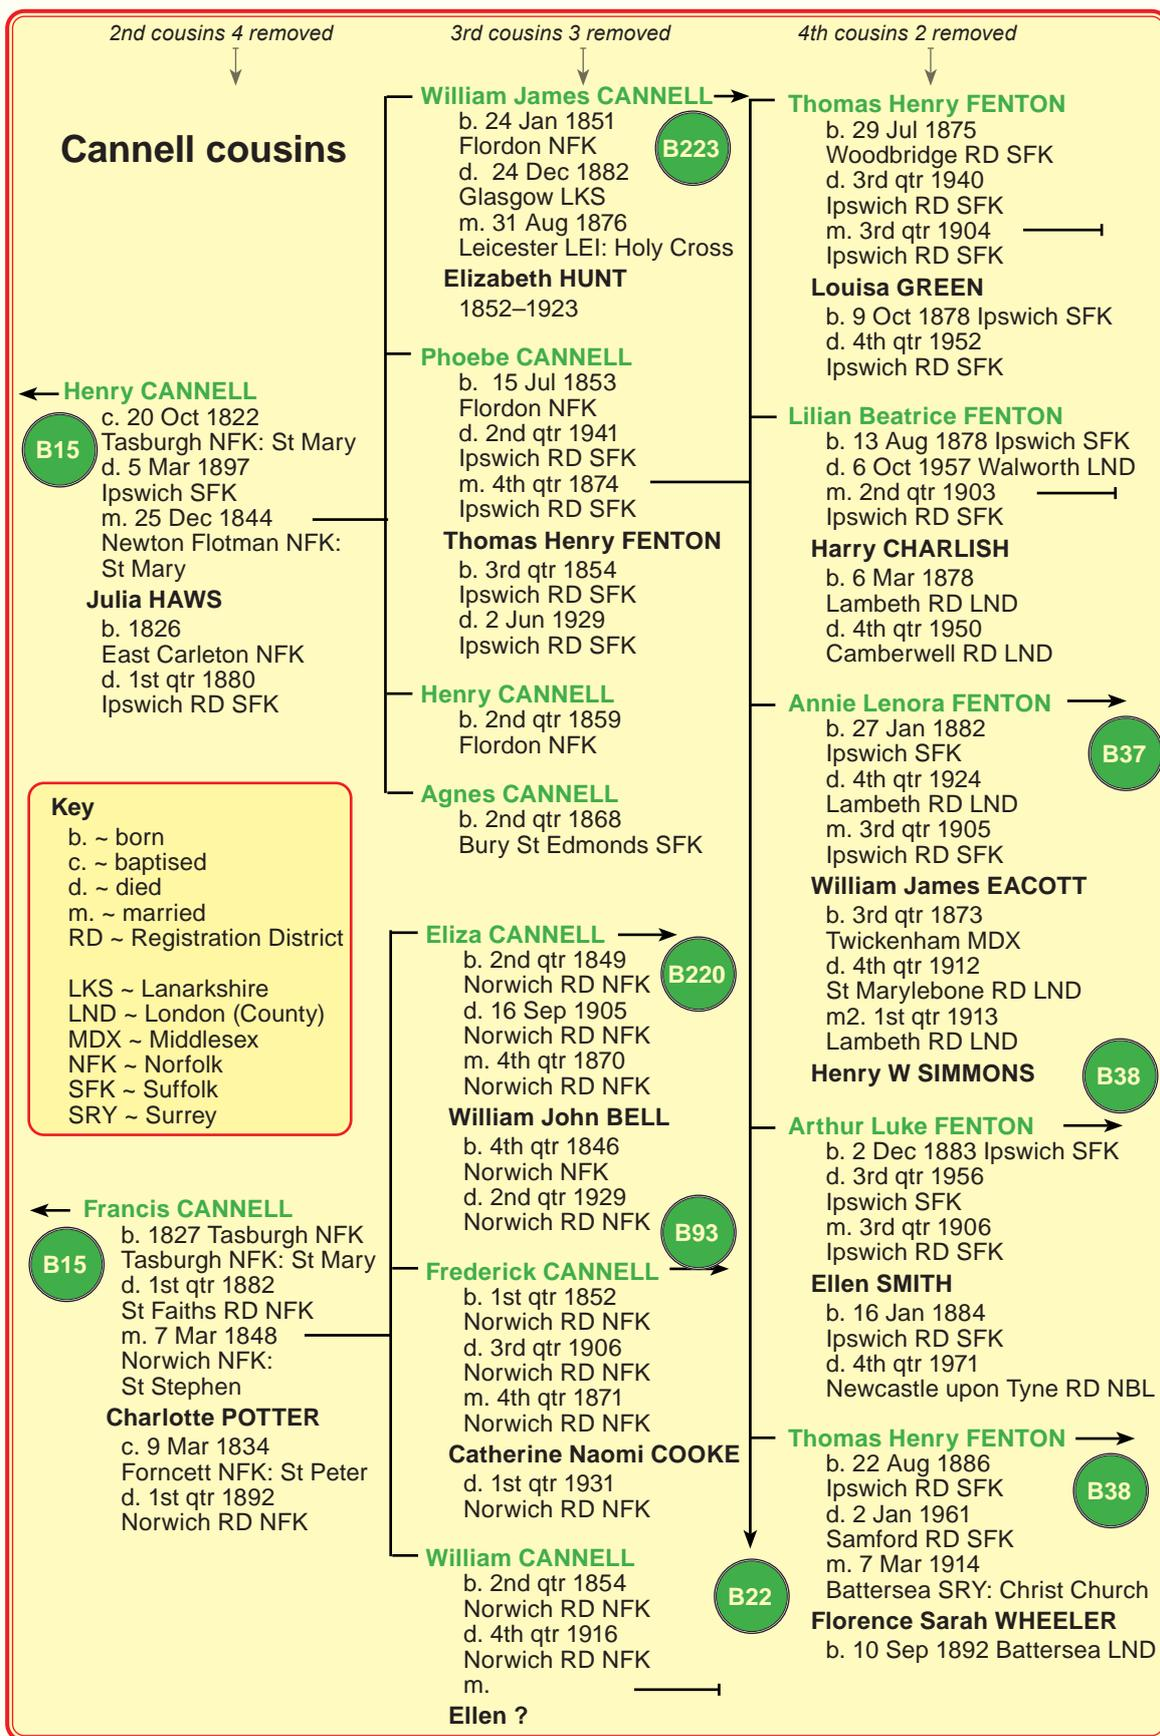 2nd cousins 4 removed
3rd cousins 3 removed
4th cousins 2 removed
Cannell cousins
Henry CANNELL
B15
c. 20 Oct 1822
Tasburgh NFK: St Mary
d. 5 Mar 1897
Ipswich SFK
m. 25 Dec 1844
Newton Flotman NFK:
St Mary
Julia HAWS
b. 1826
East Carleton NFK
d. 1st qtr 1880
Ipswich RD SFK
Key
b. ~ born
c. ~ baptised
d. ~ died
m. ~ married
RD ~ Registration District
LKS ~ Lanarkshire
LND ~ London (County)
MDX ~ Middlesex
NFK ~ Norfolk
SFK ~ Suffolk
SRY ~ Surrey
Francis CANNELL
B15
b. 1827 Tasburgh NFK
Tasburgh NFK: St Mary
d. 1st qtr 1882
St Faiths RD NFK
m. 7 Mar 1848
Norwich NFK:
St Stephen
Charlotte POTTER
c. 9 Mar 1834
Forncett NFK: St Peter
d. 1st qtr 1892
Norwich RD NFK
William James CANNELL
B223
b. 24 Jan 1851
Flordon NFK
d. 24 Dec 1882
Glasgow LKS
m. 31 Aug 1876
Leicester LEI: Holy Cross
Elizabeth HUNT
1852–1923
Phoebe CANNELL
b. 15 Jul 1853
Flordon NFK
d. 2nd qtr 1941
Ipswich RD SFK
m. 4th qtr 1874
Ipswich RD SFK
Thomas Henry FENTON
b. 3rd qtr 1854
Ipswich RD SFK
d. 2 Jun 1929
Ipswich RD SFK
Henry CANNELL
b. 2nd qtr 1859
Flordon NFK
Agnes CANNELL
b. 2nd qtr 1868
Bury St Edmonds SFK
Eliza CANNELL
B220
b. 2nd qtr 1849
Norwich RD NFK
d. 16 Sep 1905
Norwich RD NFK
m. 4th qtr 1870
Norwich RD NFK
William John BELL
b. 4th qtr 1846
Norwich NFK
d. 2nd qtr 1929
Norwich RD NFK
B93
Frederick CANNELL
b. 1st qtr 1852
Norwich RD NFK
d. 3rd qtr 1906
Norwich RD NFK
m. 4th qtr 1871
Norwich RD NFK
Catherine Naomi COOKE
d. 1st qtr 1931
Norwich RD NFK
William CANNELL
b. 2nd qtr 1854
Norwich RD NFK
d. 4th qtr 1916
Norwich RD NFK
m.
Ellen ?
B22
Thomas Henry FENTON
b. 29 Jul 1875
Woodbridge RD SFK
d. 3rd qtr 1940
Ipswich RD SFK
m. 3rd qtr 1904
Ipswich RD SFK
Louisa GREEN
b. 9 Oct 1878 Ipswich SFK
d. 4th qtr 1952
Ipswich RD SFK
Lilian Beatrice FENTON
b. 13 Aug 1878 Ipswich SFK
d. 6 Oct 1957 Walworth LND
m. 2nd qtr 1903
Ipswich RD SFK
Harry CHARLISH
b. 6 Mar 1878
Lambeth RD LND
d. 4th qtr 1950
Camberwell RD LND
Annie Lenora FENTON
B37
b. 27 Jan 1882
Ipswich SFK
d. 4th qtr 1924
Lambeth RD LND
m. 3rd qtr 1905
Ipswich RD SFK
William James EACOTT
b. 3rd qtr 1873
Twickenham MDX
d. 4th qtr 1912
St Marylebone RD LND
m2. 1st qtr 1913
Lambeth RD LND
Henry W SIMMONS
B38
Arthur Luke FENTON
b. 2 Dec 1883 Ipswich SFK
d. 3rd qtr 1956
Ipswich SFK
m. 3rd qtr 1906
Ipswich RD SFK
Ellen SMITH
b. 16 Jan 1884
Ipswich RD SFK
d. 4th qtr 1971
Newcastle upon Tyne RD NBL
Thomas Henry FENTON
B38
b. 22 Aug 1886
Ipswich RD SFK
d. 2 Jan 1961
Samford RD SFK
m. 7 Mar 1914
Battersea SRY: Christ Church
Florence Sarah WHEELER
b. 10 Sep 1892 Battersea LND